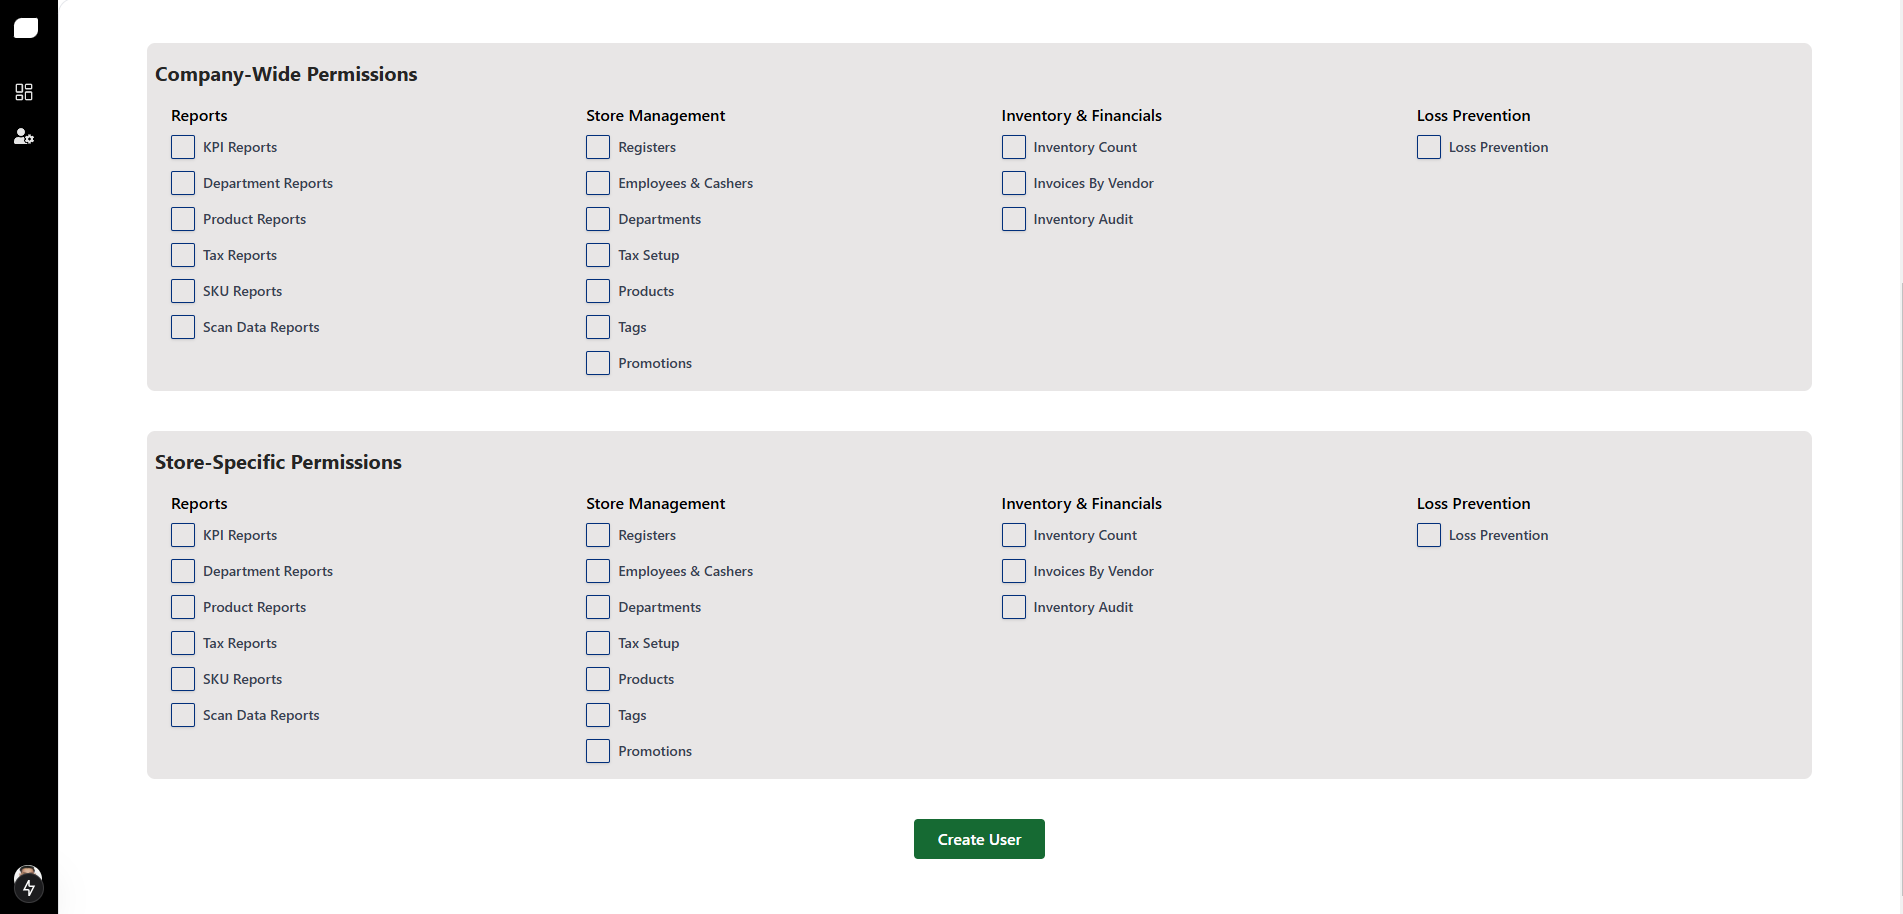 Company-Wide Permissions
Reports
KPI Reports
Department Reports
Product Reports
Tax Reports
SKU Reports
Scan Data Reports
Store Management
Registers
Employees & Cashers
Departments
Tax Setup
Products
Tags
Promotions
Inventory & Financials
Inventory Count
Invoices By Vendor
Inventory Audit
Loss Prevention
Loss Prevention
Store-Specific Permissions
Reports
KPI Reports
Department Reports
Product Reports
Tax Reports
SKU Reports
Scan Data Reports
Store Management
Registers
Employees & Cashers
Departments
Tax Setup
Products
Tags
Promotions
Inventory & Financials
Inventory Count
Invoices By Vendor
Inventory Audit
Loss Prevention
Loss Prevention
Create User